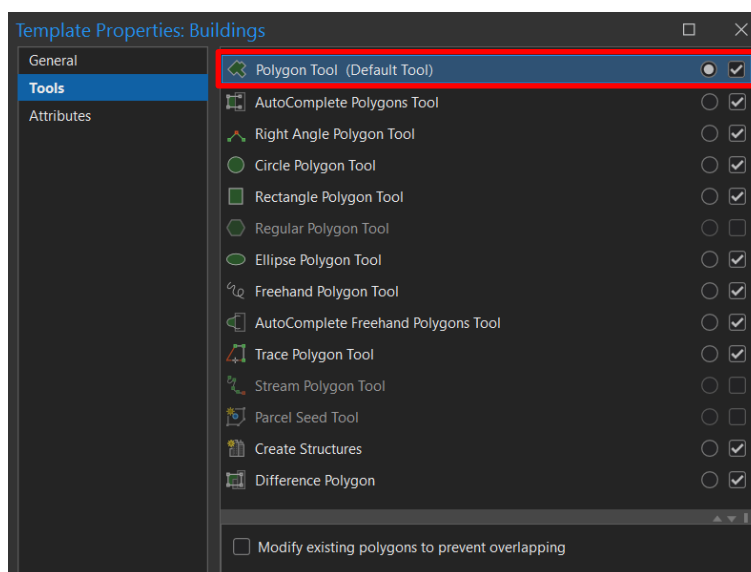 Template Properties: Buildings
General
Tools
Attributes
Polygon Tool (Default Tool)
AutoComplete Polygons Tool
Right Angle Polygon Tool
Circle Polygon Tool
Rectangle Polygon Tool
Regular Polygon Tool
Ellipse Polygon Tool
Freehand Polygon Tool
AutoComplete Freehand Polygons Tool
Trace Polygon Tool
Stream Polygon Tool
Parcel Seed Tool
Create Structures
Difference Polygon
Modify existing polygons to prevent overlapping